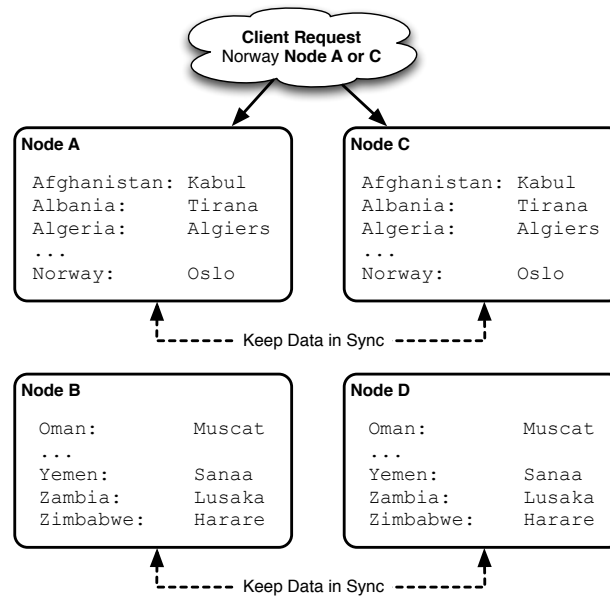 Client Request
Norway Node A or C
Node A
Afghanistan: Kabul
Albania: Tirana
Algeria: Algiers
...
Norway: Oslo
Node C
Afghanistan: Kabul
Albania: Tirana
Algeria: Algiers
...
Norway: Oslo
Keep Data in Sync
Node B
Oman: Muscat
...
Yemen: Sanaa
Zambia: Lusaka
Zimbabwe: Harare
Node D
Oman: Muscat
...
Yemen: Sanaa
Zambia: Lusaka
Zimbabwe: Harare
Keep Data in Sync